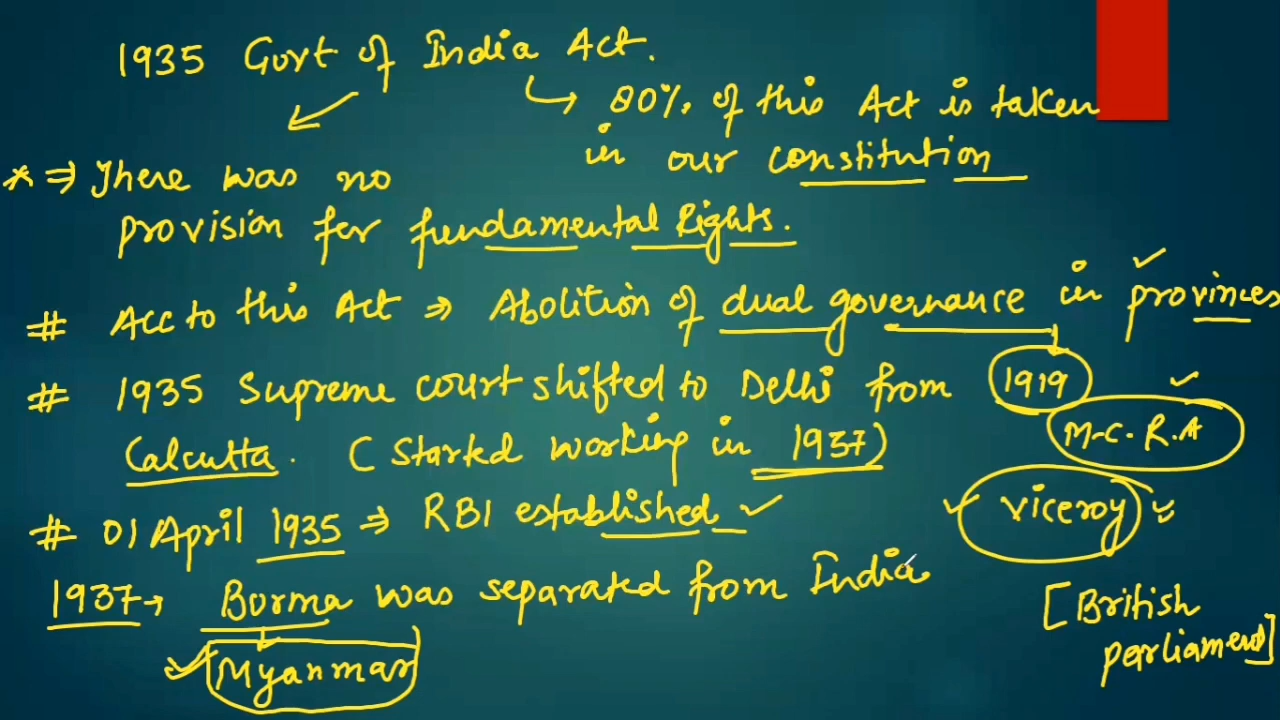 1935 Govt of India Act.
80% of this Act is taken
in our constitution
* ⇒ There was no
provision for fundamental Rights.
# Acc to this Act ⇒ Abolition of dual governance in provinces
# 1935 Supreme court shifted to Delhi from
1919
Calcutta. (Started working in 1937)
M-C.R.A
# 01 April 1935 ⇒ RBI established
viceroy
1937 → Burma was separated from India
[British
parliament]
Myanmar